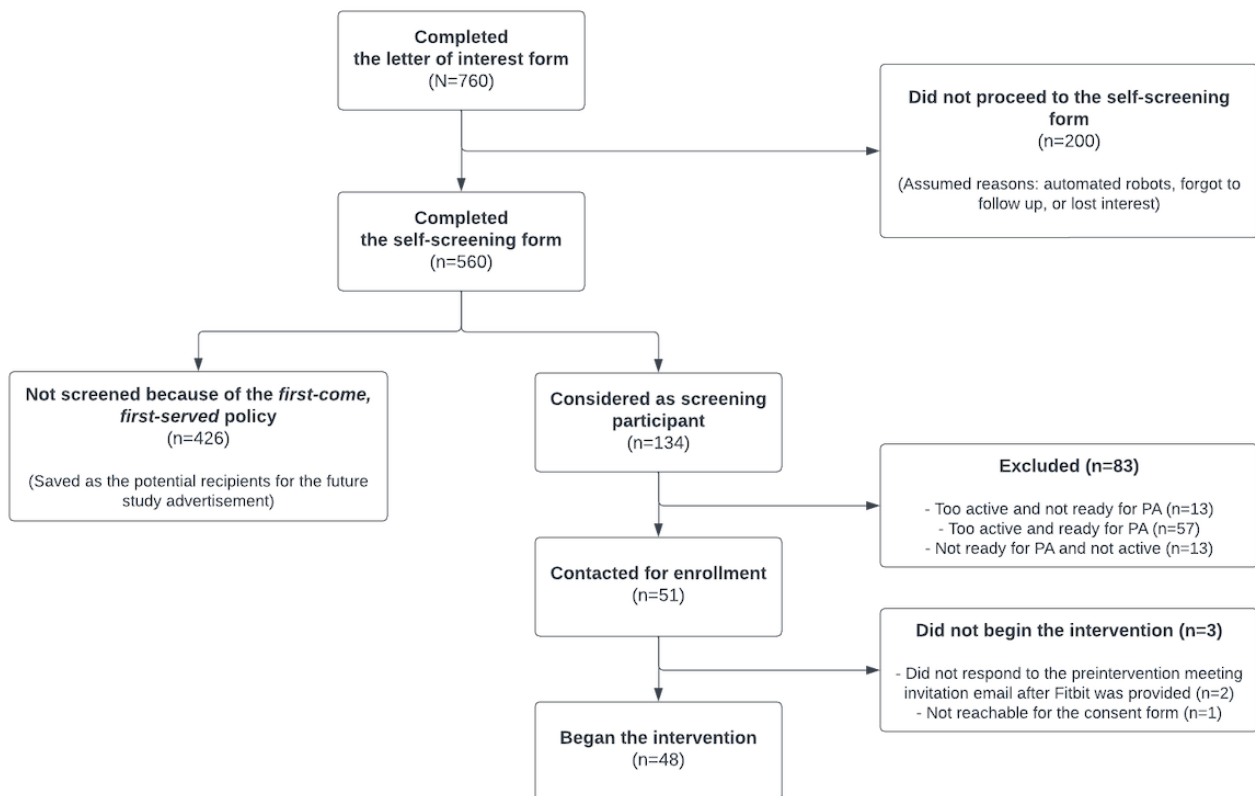 Completed
the letter of interest form
(N=760)
Did not proceed to the self-screening
form
(n=200)
(Assumed reasons: automated robots, forgot to
follow up, or lost interest)
Completed
the self-screening form
(n=560)
Not screened because of the first-come,
first-served policy
(n=426)
(Saved as the potential recipients for the future
study advertisement)
Considered as screening
participant
(n=134)
Excluded (n=83)
- Too active and not ready for PA (n=13)
- Too active and ready for PA (n=57)
- Not ready for PA and not active (n=13)
Contacted for enrollment
(n=51)
Did not begin the intervention (n=3)
- Did not respond to the preintervention meeting
invitation email after Fitbit was provided (n=2)
- Not reachable for the consent form (n=1)
Began the intervention
(n=48)